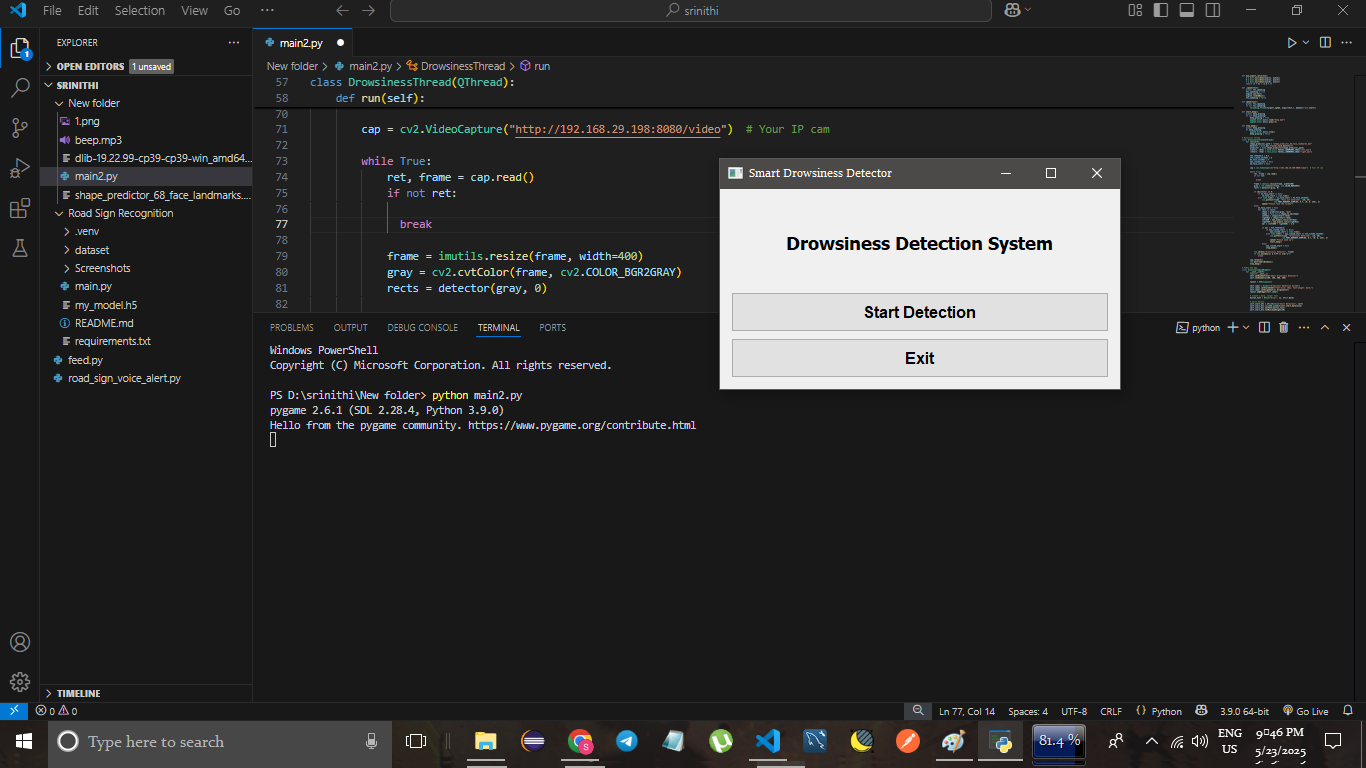 File Edit Selection View Go ··· srinithi
EXPLORER ···
OPEN EDITORS 1 unsaved
SRINITHI
New folder
1.png
beep.mp3
dlib-19.22.99-cp39-cp39-win_amd64...
main2.py
shape_predictor_68_face_landmarks....
Road Sign Recognition
.venv
dataset
Screenshots
main.py
my_model.h5
README.md
requirements.txt
feed.py
road_sign_voice_alert.py
TIMELINE
main2.py
New folder > main2.py > DrowsinessThread > run
57 class DrowsinessThread(QThread):
58 def run(self):
70
71 cap = cv2.VideoCapture("http://192.168.29.198:8080/video") # Your IP cam
72
73 while True:
74 ret, frame = cap.read()
75 if not ret:
76
77 break
78
79 frame = imutils.resize(frame, width=400)
80 gray = cv2.cvtColor(frame, cv2.COLOR_BGR2GRAY)
81 rects = detector(gray, 0)
82
Smart Drowsiness Detector
Drowsiness Detection System
Start Detection
Exit
PROBLEMS OUTPUT DEBUG CONSOLE TERMINAL PORTS python
Windows PowerShell
Copyright (C) Microsoft Corporation. All rights reserved.
PS D:\srinithi\New folder> python main2.py
pygame 2.6.1 (SDL 2.28.4, Python 3.9.0)
Hello from the pygame community. https://www.pygame.org/contribute.html
0 0 Ln 77, Col 14 Spaces: 4 UTF-8 CRLF {} Python 3.9.0 64-bit Go Live
Type here to search
81.4 %
ENG
US
9▯46 PM
5/23/2025